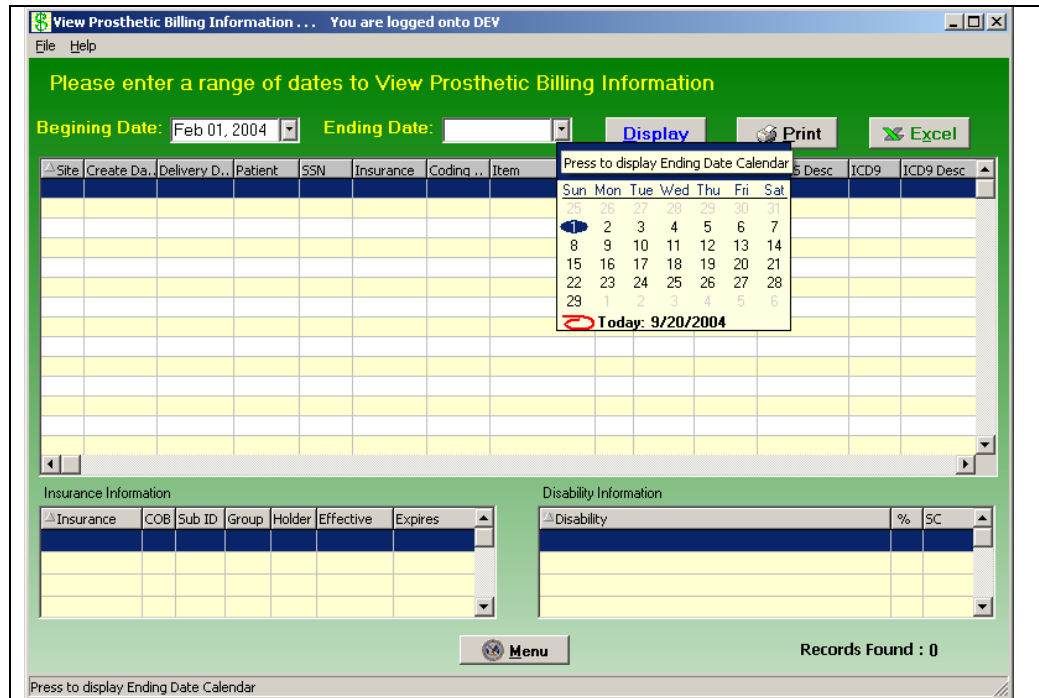 View Prosthetic Billing Information . . .   You are logged onto DEV
File Help
Please enter a range of dates to View Prosthetic Billing Information
Begining Date: Feb 01, 2004 Ending Date: Display Print Excel
Press to display Ending Date Calendar
Site Create Da.. Delivery D.. Patient SSN Insurance Coding .. Item Desc ICD9 ICD9 Desc
Sun Mon Tue Wed Thu Fri Sat
25 26 27 28 29 30 31
1 2 3 4 5 6 7
8 9 10 11 12 13 14
15 16 17 18 19 20 21
22 23 24 25 26 27 28
29 1 2 3 4 5 6
Today: 9/20/2004
Insurance Information Disability Information
Insurance COB Sub ID Group Holder Effective Expires Disability % SC
Menu Records Found : 0
Press to display Ending Date Calendar